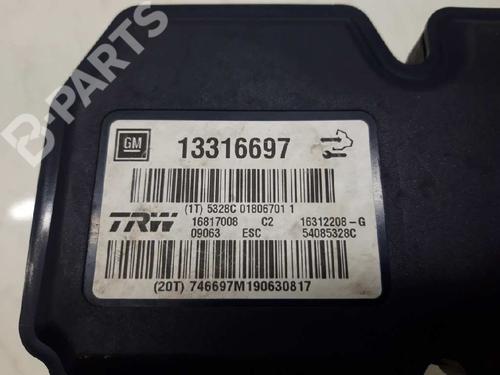 B-PARTS
GM 13316697
(1T) 5328C 01806701 1
TRW 16817008 C2 16312208-G
09063 ESC 54085328C
(20T) 746697M190630817